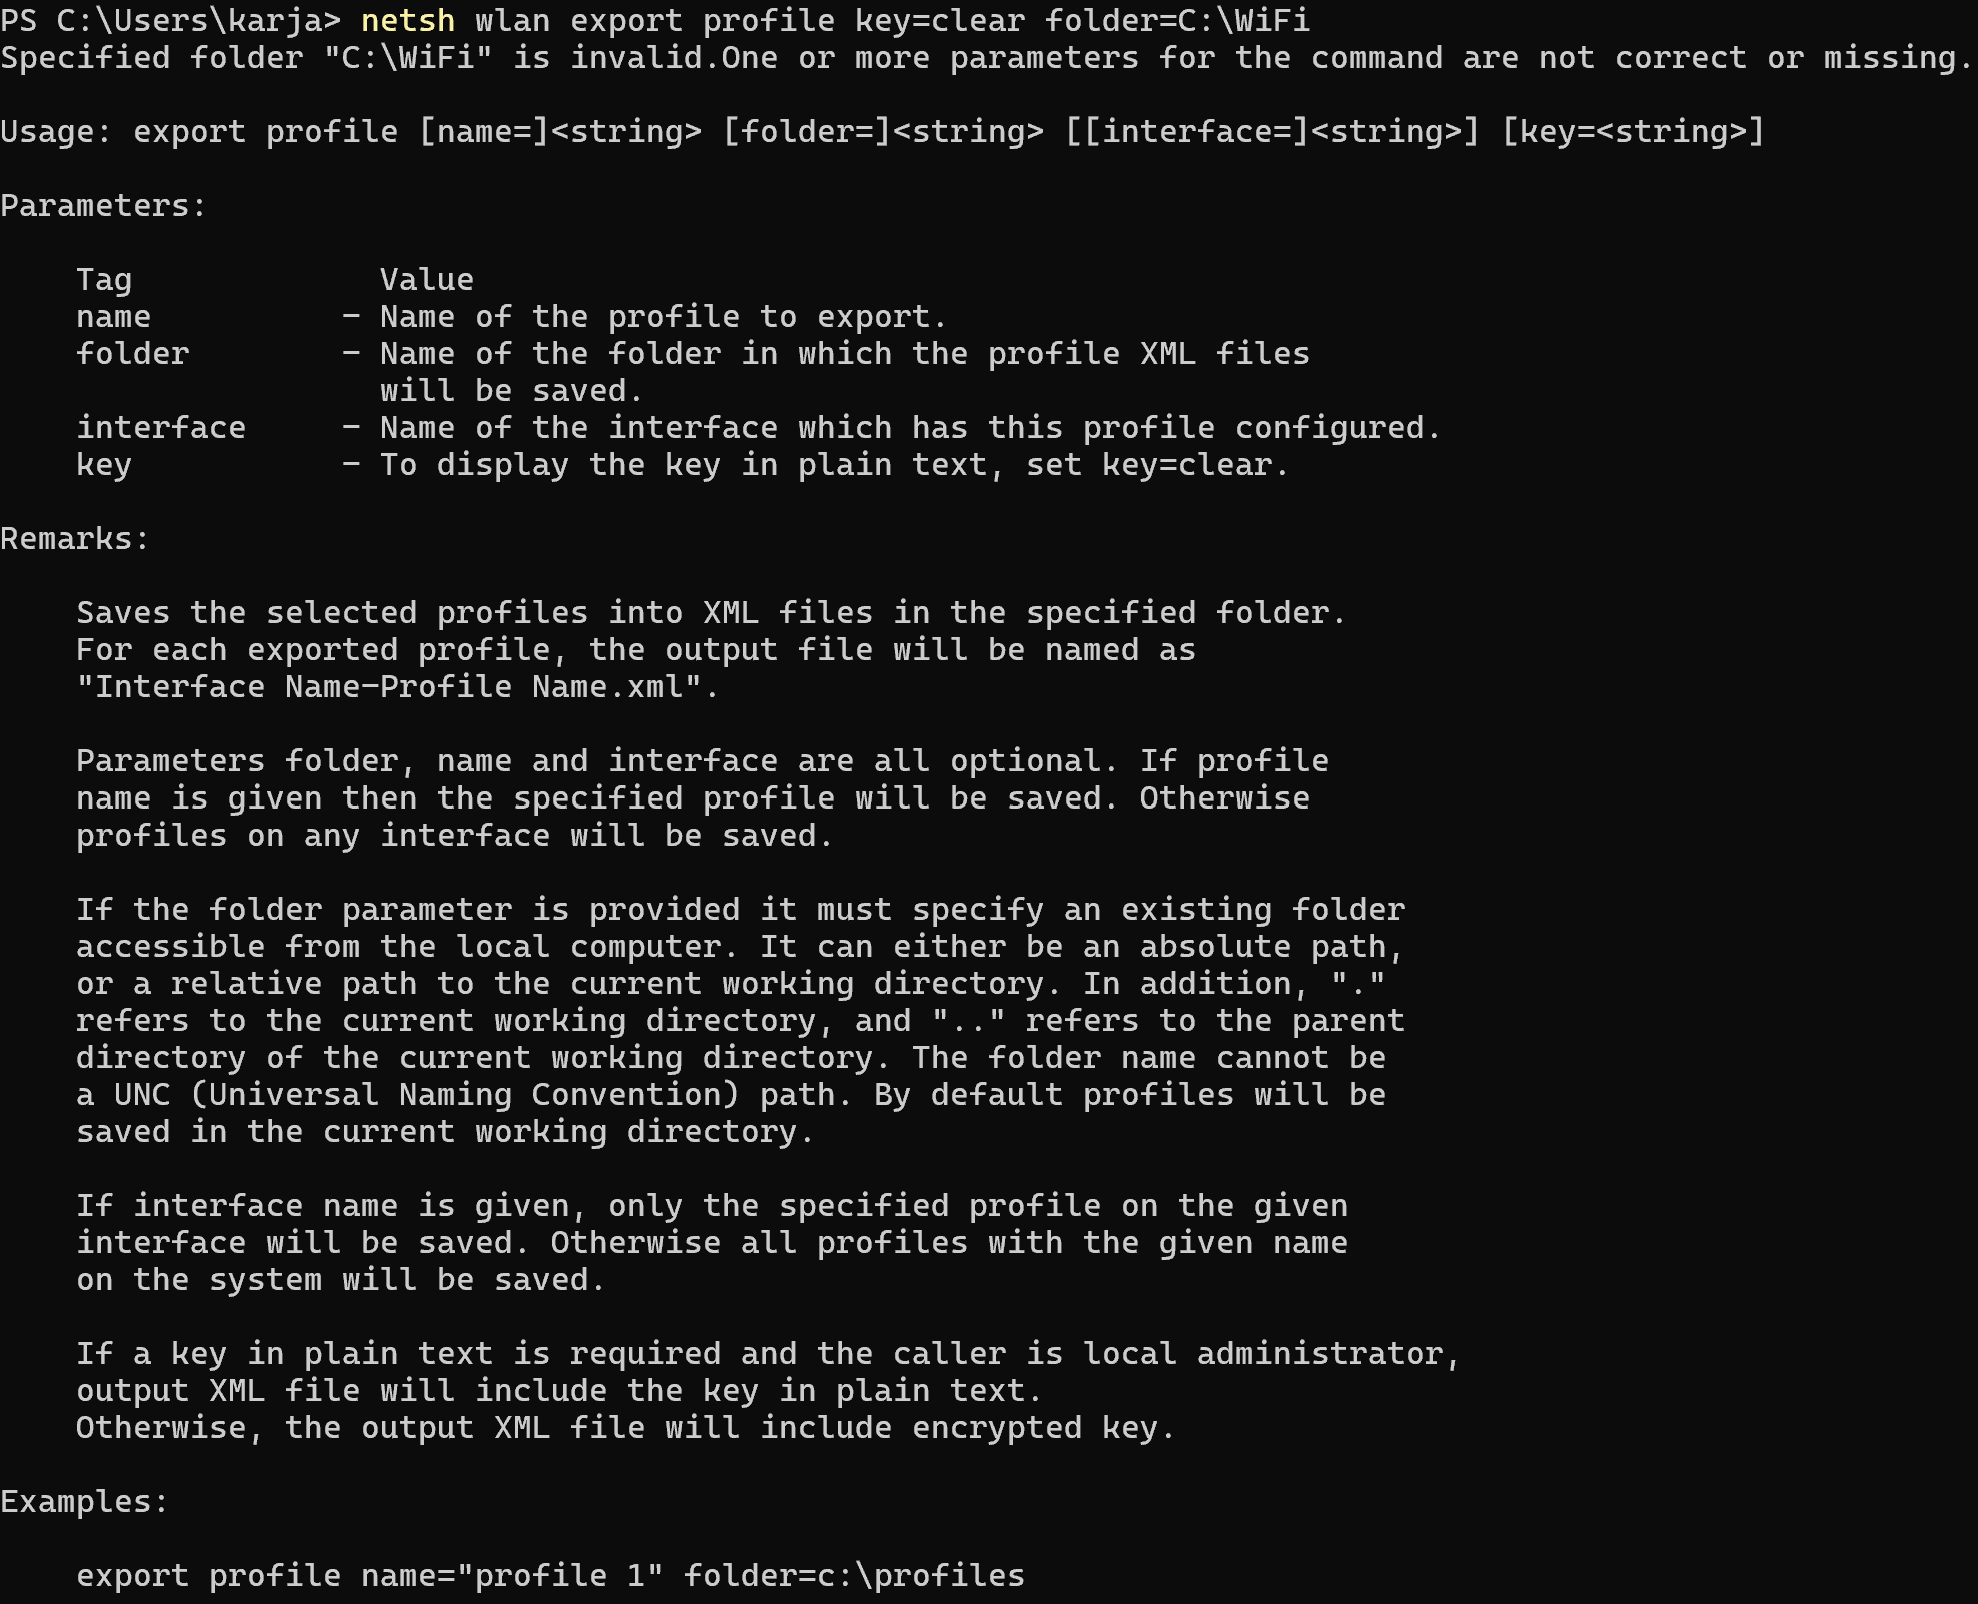 PS C:\Users\karja> netsh wlan export profile key=clear folder=C:\WiFi
Specified folder "C:\WiFi" is invalid.One or more parameters for the command are not correct or missing.

Usage: export profile [name=]<string> [folder=]<string> [[interface=]<string>] [key=<string>]

Parameters:

    Tag             Value
    name          - Name of the profile to export.
    folder        - Name of the folder in which the profile XML files
                    will be saved.
    interface     - Name of the interface which has this profile configured.
    key           - To display the key in plain text, set key=clear.

Remarks:

    Saves the selected profiles into XML files in the specified folder.
    For each exported profile, the output file will be named as
    "Interface Name-Profile Name.xml".

    Parameters folder, name and interface are all optional. If profile
    name is given then the specified profile will be saved. Otherwise
    profiles on any interface will be saved.

    If the folder parameter is provided it must specify an existing folder
    accessible from the local computer. It can either be an absolute path,
    or a relative path to the current working directory. In addition, "."
    refers to the current working directory, and ".." refers to the parent
    directory of the current working directory. The folder name cannot be
    a UNC (Universal Naming Convention) path. By default profiles will be
    saved in the current working directory.

    If interface name is given, only the specified profile on the given
    interface will be saved. Otherwise all profiles with the given name
    on the system will be saved.

    If a key in plain text is required and the caller is local administrator,
    output XML file will include the key in plain text.
    Otherwise, the output XML file will include encrypted key.

Examples:

    export profile name="profile 1" folder=c:\profiles